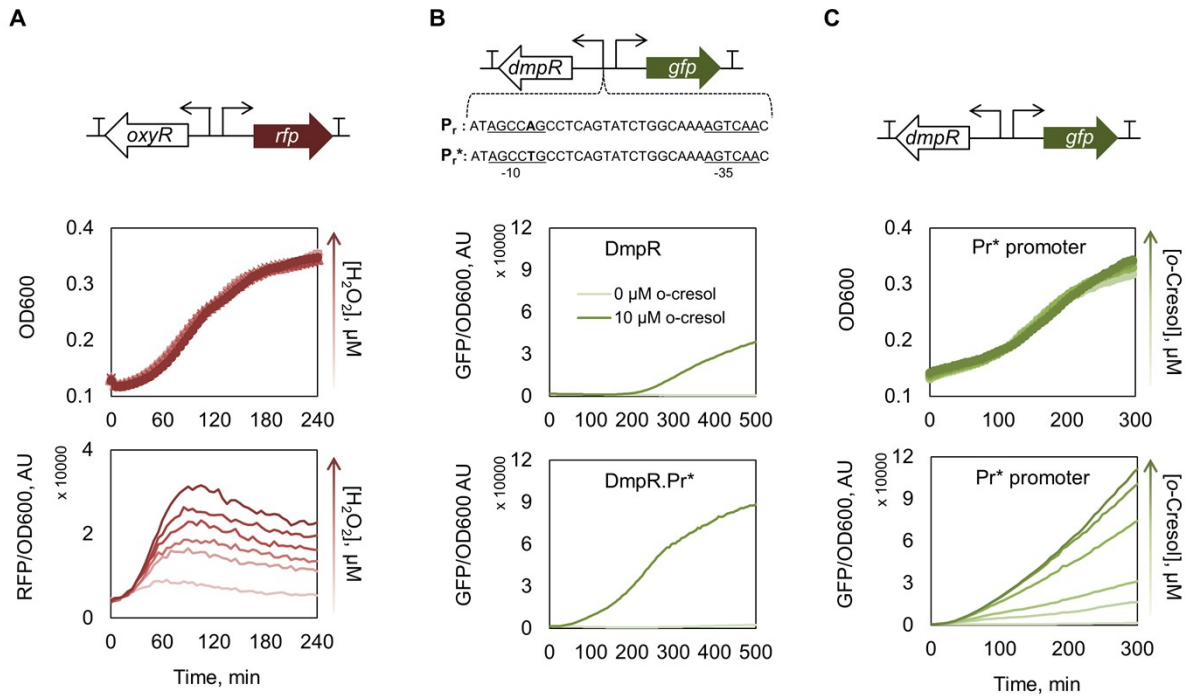 A
oxyR
rfp
0.4
0.3
0.2
0.1
OD600
0 60 120 180 240
[H₂O₂], µM
4
2
0
x 10000
RFP/OD600, AU
0 60 120 180 240
[H₂O₂], µM
Time, min
B
dmpR
gfp
Pr : ATAGCCAGCCTCAGTATCTGGCAAAAGTCAAC
Pr*: ATAGCCTGCCTCAGTATCTGGCAAAAGTCAAC
-10 -35
12
9
6
3
0
x 10000
GFP/OD600, AU
DmpR
0 µM o-cresol
10 µM o-cresol
0 100 200 300 400 500
12
9
6
3
0
x 10000
GFP/OD600 AU
DmpR.Pr*
0 100 200 300 400 500
Time, min
C
dmpR
gfp
0.4
0.3
0.2
0.1
OD600
Pr* promoter
0 100 200 300
[o-Cresol], µM
12
9
6
3
0
x 10000
GFP/OD600, AU
Pr* promoter
0 100 200 300
[o-Cresol], µM
Time, min